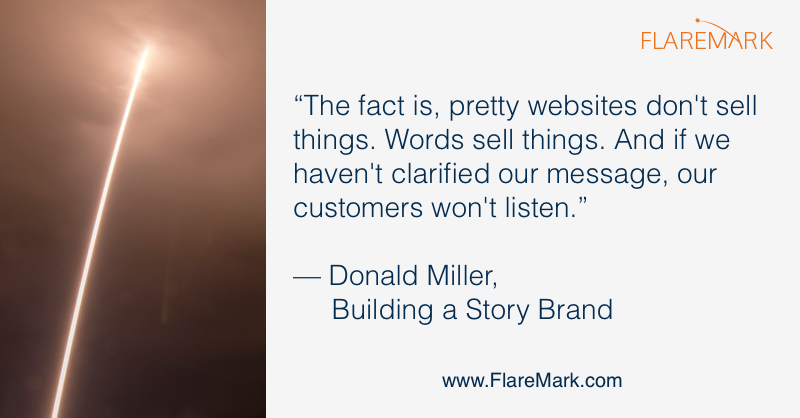 FLAREMARK
“The fact is, pretty websites don't sell
things. Words sell things. And if we
haven't clarified our message, our
customers won't listen.”
— Donald Miller,
Building a Story Brand
www.FlareMark.com